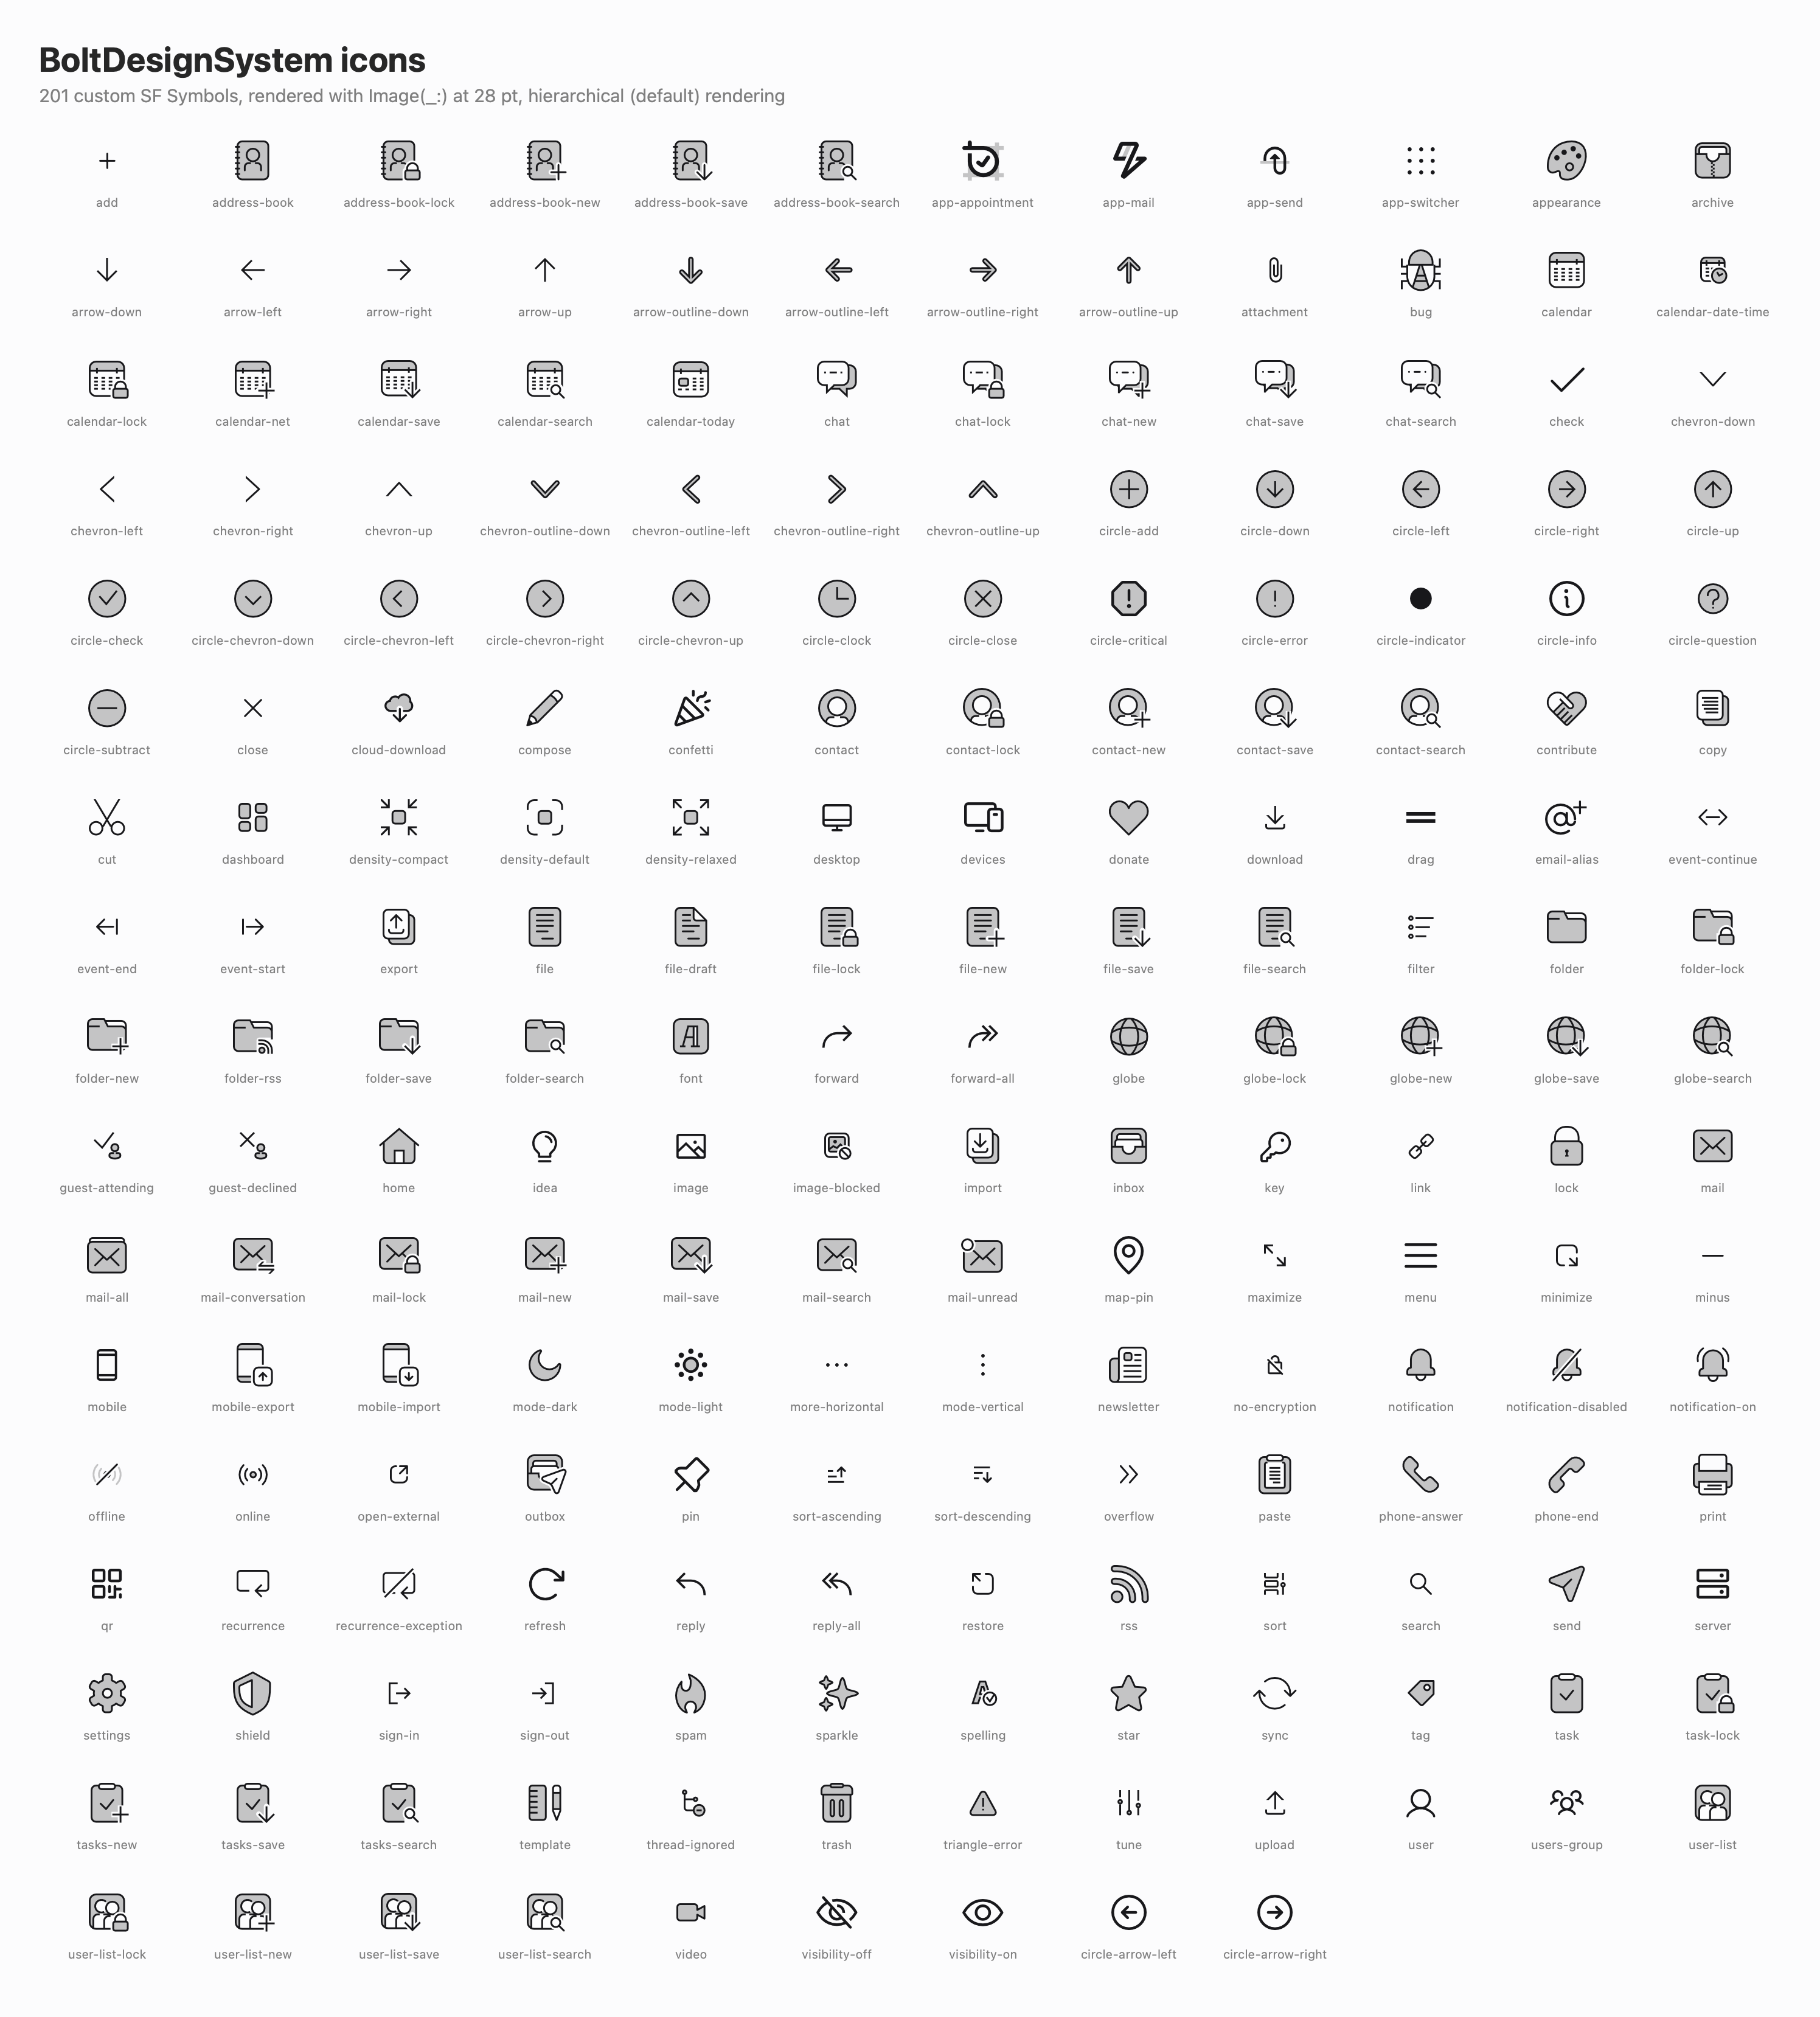 BoltDesignSystem icons
201 custom SF Symbols, rendered with Image(_:) at 28 pt, hierarchical (default) rendering
add address-book address-book-lock address-book-new address-book-save address-book-search app-appointment app-mail app-send app-switcher appearance archive
arrow-down arrow-left arrow-right arrow-up arrow-outline-down arrow-outline-left arrow-outline-right arrow-outline-up attachment bug calendar calendar-date-time
calendar-lock calendar-net calendar-save calendar-search calendar-today chat chat-lock chat-new chat-save chat-search check chevron-down
chevron-left chevron-right chevron-up chevron-outline-down chevron-outline-left chevron-outline-right chevron-outline-up circle-add circle-down circle-left circle-right circle-up
circle-check circle-chevron-down circle-chevron-left circle-chevron-right circle-chevron-up circle-clock circle-close circle-critical circle-error circle-indicator circle-info circle-question
circle-subtract close cloud-download compose confetti contact contact-lock contact-new contact-save contact-search contribute copy
cut dashboard density-compact density-default density-relaxed desktop devices donate download drag email-alias event-continue
event-end event-start export file file-draft file-lock file-new file-save file-search filter folder folder-lock
folder-new folder-rss folder-save folder-search font forward forward-all globe globe-lock globe-new globe-save globe-search
guest-attending guest-declined home idea image image-blocked import inbox key link lock mail
mail-all mail-conversation mail-lock mail-new mail-save mail-search mail-unread map-pin maximize menu minimize minus
mobile mobile-export mobile-import mode-dark mode-light more-horizontal mode-vertical newsletter no-encryption notification notification-disabled notification-on
offline online open-external outbox pin sort-ascending sort-descending overflow paste phone-answer phone-end print
qr recurrence recurrence-exception refresh reply reply-all restore rss sort search send server
settings shield sign-in sign-out spam sparkle spelling star sync tag task task-lock
tasks-new tasks-save tasks-search template thread-ignored trash triangle-error tune upload user users-group user-list
user-list-lock user-list-new user-list-save user-list-search video visibility-off visibility-on circle-arrow-left circle-arrow-right